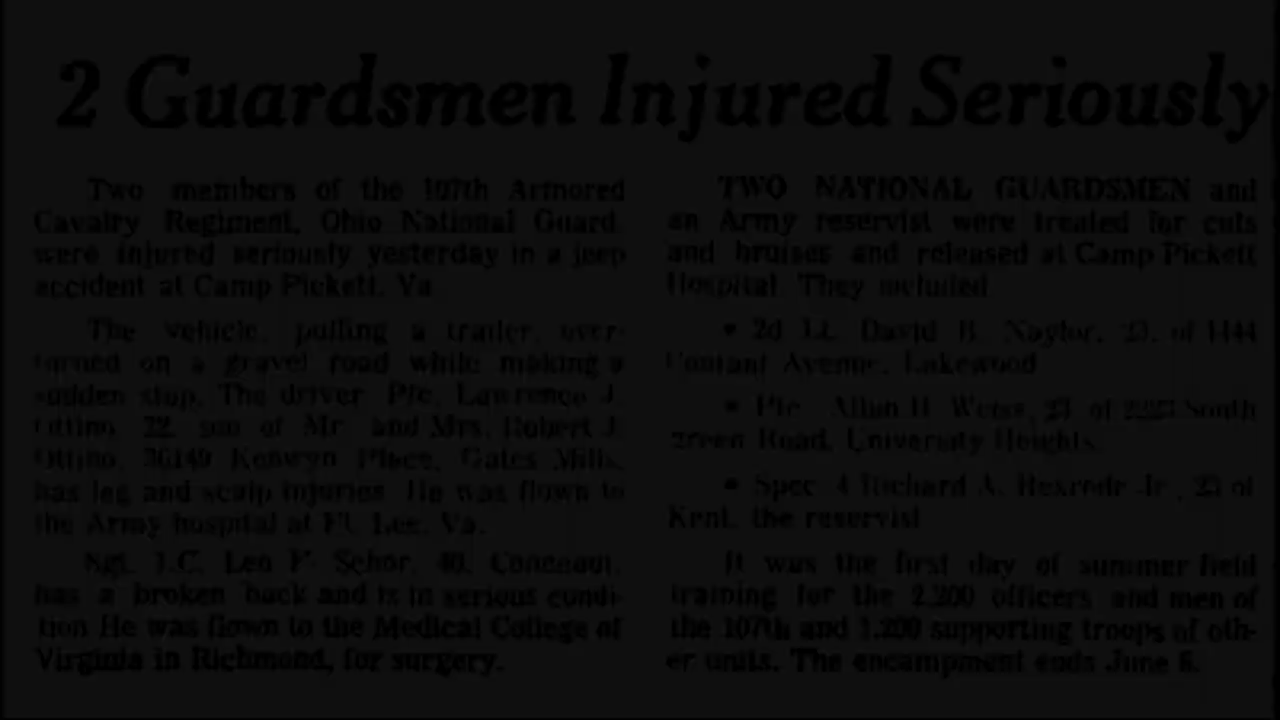 2 Guardsmen Injured Seriously
Two members of the 107th Armored
Cavalry Regiment, Ohio National Guard,
were injured seriously yesterday in a jeep
accident at Camp Pickett, Va.
The vehicle, pulling a trailer, over-
turned on a gravel road while making a
sudden stop. The driver Pfc. Lawrence J.
Ottino, 22, son of Mr. and Mrs. Robert J.
Ottino, Place, Gates Mills,
has leg and scalp injuries. He was flown to
the Army hospital at Ft. Lee, Va.
Sgt. 1.C. Leo F. Schor, 40, Conneaut,
has a broken back and is in serious condi-
tion He was flown to the Medical College of
Virginia in Richmond, for surgery.
TWO NATIONAL GUARDSMEN and
an Army reservist were treated for cuts
and bruises and released at Camp Pickett
Hospital. They included
• 2d Lt. David B. Naylor, 23, of 1444
Avenue, Lakewood
• Pfc. Allan H. Weiss, 23 of South
Green Road, University Heights.
• Spec. 4 Richard A. Hexrode Jr., 23 of
Kent, the reservist
It was the first day of summer field
training for the 2,200 officers and men of
the 107th and 1,200 supporting troops of oth-
er units. The encampment ends June 6.